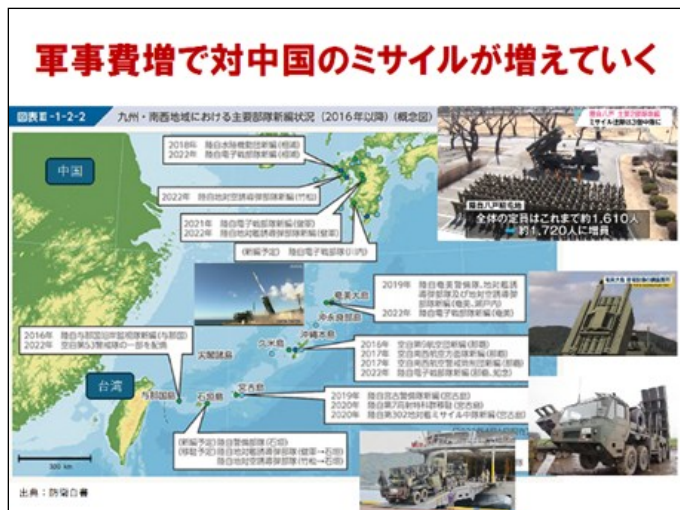 軍事費増で対中国のミサイルが増えていく
図表Ⅲ-1-2-2 九州・南西地域における主要部隊新編状況(2016年以降)(概念図)
陸自八戸 主要2部隊改編
ミサイル連隊は3個中隊に
中国
2018年 陸自水陸機動団新編(相浦)
2022年 陸自電子戦部隊新編(相浦)
2022年 陸自地対空誘導弾部隊新編(竹松)
2021年 陸自電子戦部隊新編(健軍)
2022年 陸自地対艦誘導弾部隊新編(健軍)
(新編予定) 陸自電子戦部隊(川内)
陸自八戸駐屯地
全体の定員はこれまで約1,610人
約1,720人に増員
奄美大島
2019年 陸自奄美警備隊、地対艦誘
導弾部隊及び地対空誘導弾
部隊新編(奄美、瀬戸内)
2022年 陸自電子戦部隊新編(奄美)
沖永良部島
2016年 陸自与那国沿岸監視隊新編(与那国)
2022年 空自第53警戒隊の一部を配備
尖閣諸島
久米島
沖縄本島
2016年 空自第9航空団新編(那覇)
2017年 空自南西航空方面隊新編(那覇)
2017年 空自南西航空警戒管制団新編(那覇)
2022年 陸自電子戦部隊新編(那覇、知念)
台湾
与那国島
石垣島
宮古島
2019年 陸自宮古警備隊新編(宮古島)
2020年 陸自第7高射特科群移駐(宮古島)
2020年 陸自第302地対艦ミサイル中隊新編(宮古島)
(新編予定) 陸自警備部隊(石垣)
(移駐予定) 陸自地対艦誘導弾部隊(健軍→石垣)
陸自地対空誘導弾部隊(竹松→石垣)
300 km
出典:防衛白書